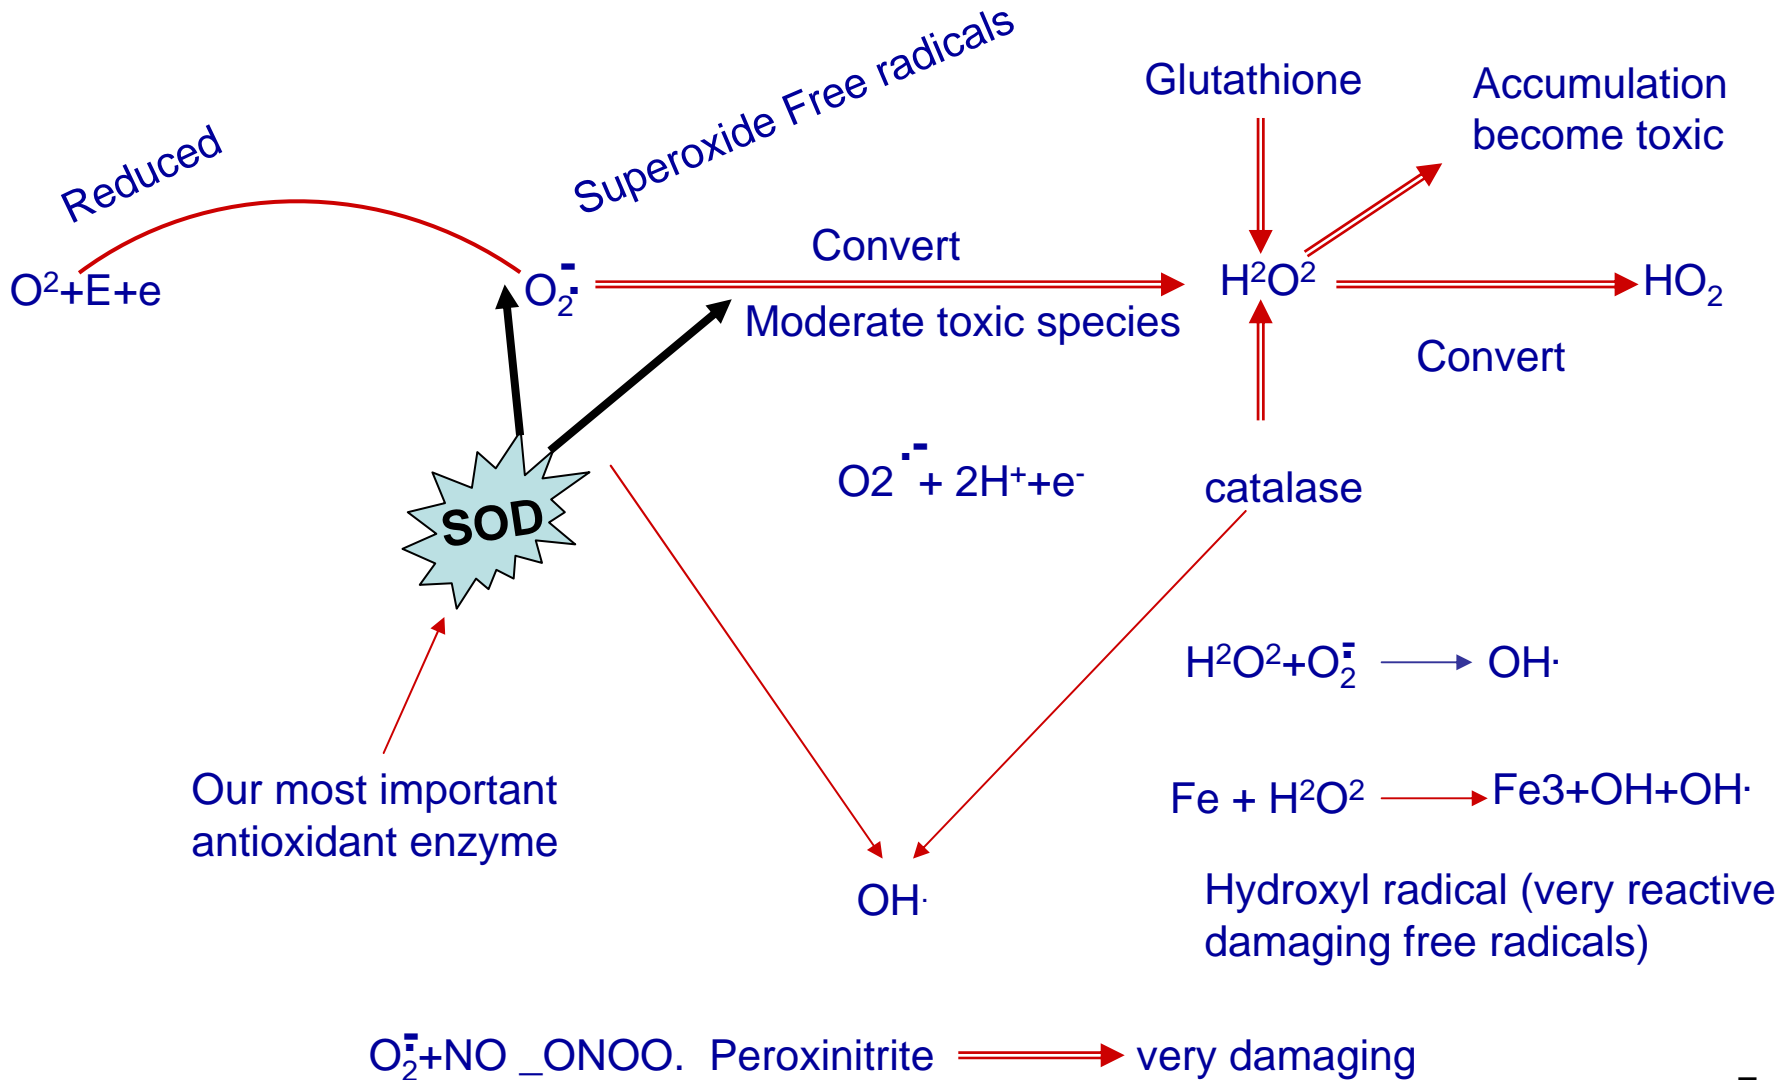 Reduced
Superoxide Free radicals
Glutathione
Accumulation
become toxic
O²+E+e
O₂∸
Convert
Moderate toxic species
H²O²
HO₂
Convert
SOD
O2·⁻+ 2H⁺+e⁻
catalase
H²O²+O₂∸ → OH·
Our most important
antioxidant enzyme
Fe + H²O² → Fe3+OH+OH·
OH·
Hydroxyl radical (very reactive
damaging free radicals)
O₂∸+NO _ONOO. Peroxinitrite ⇒ very damaging